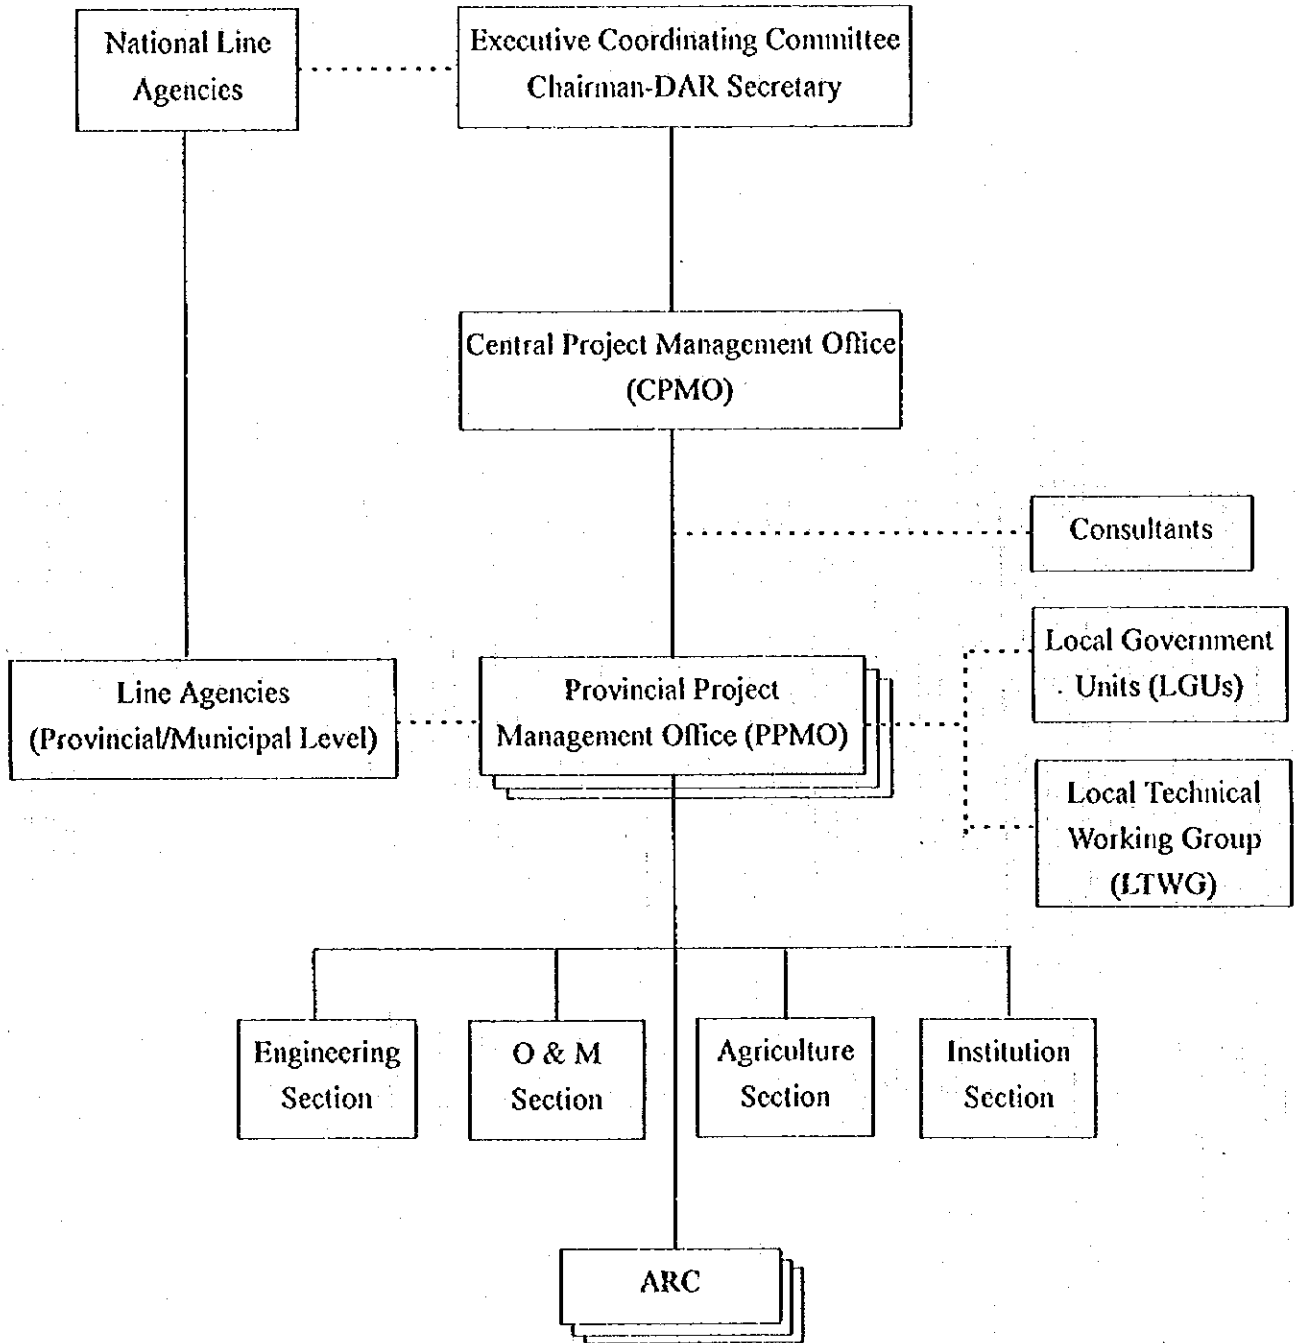 National Line
Agencies
Executive Coordinating Committee
Chairman-DAR Secretary
Central Project Management Office
(CPMO)
Consultants
Local Government
Units (LGUs)
Line Agencies
(Provincial/Municipal Level)
Provincial Project
Management Office (PPMO)
Local Technical
Working Group
(LTWG)
Engineering
Section
O & M
Section
Agriculture
Section
Institution
Section
ARC